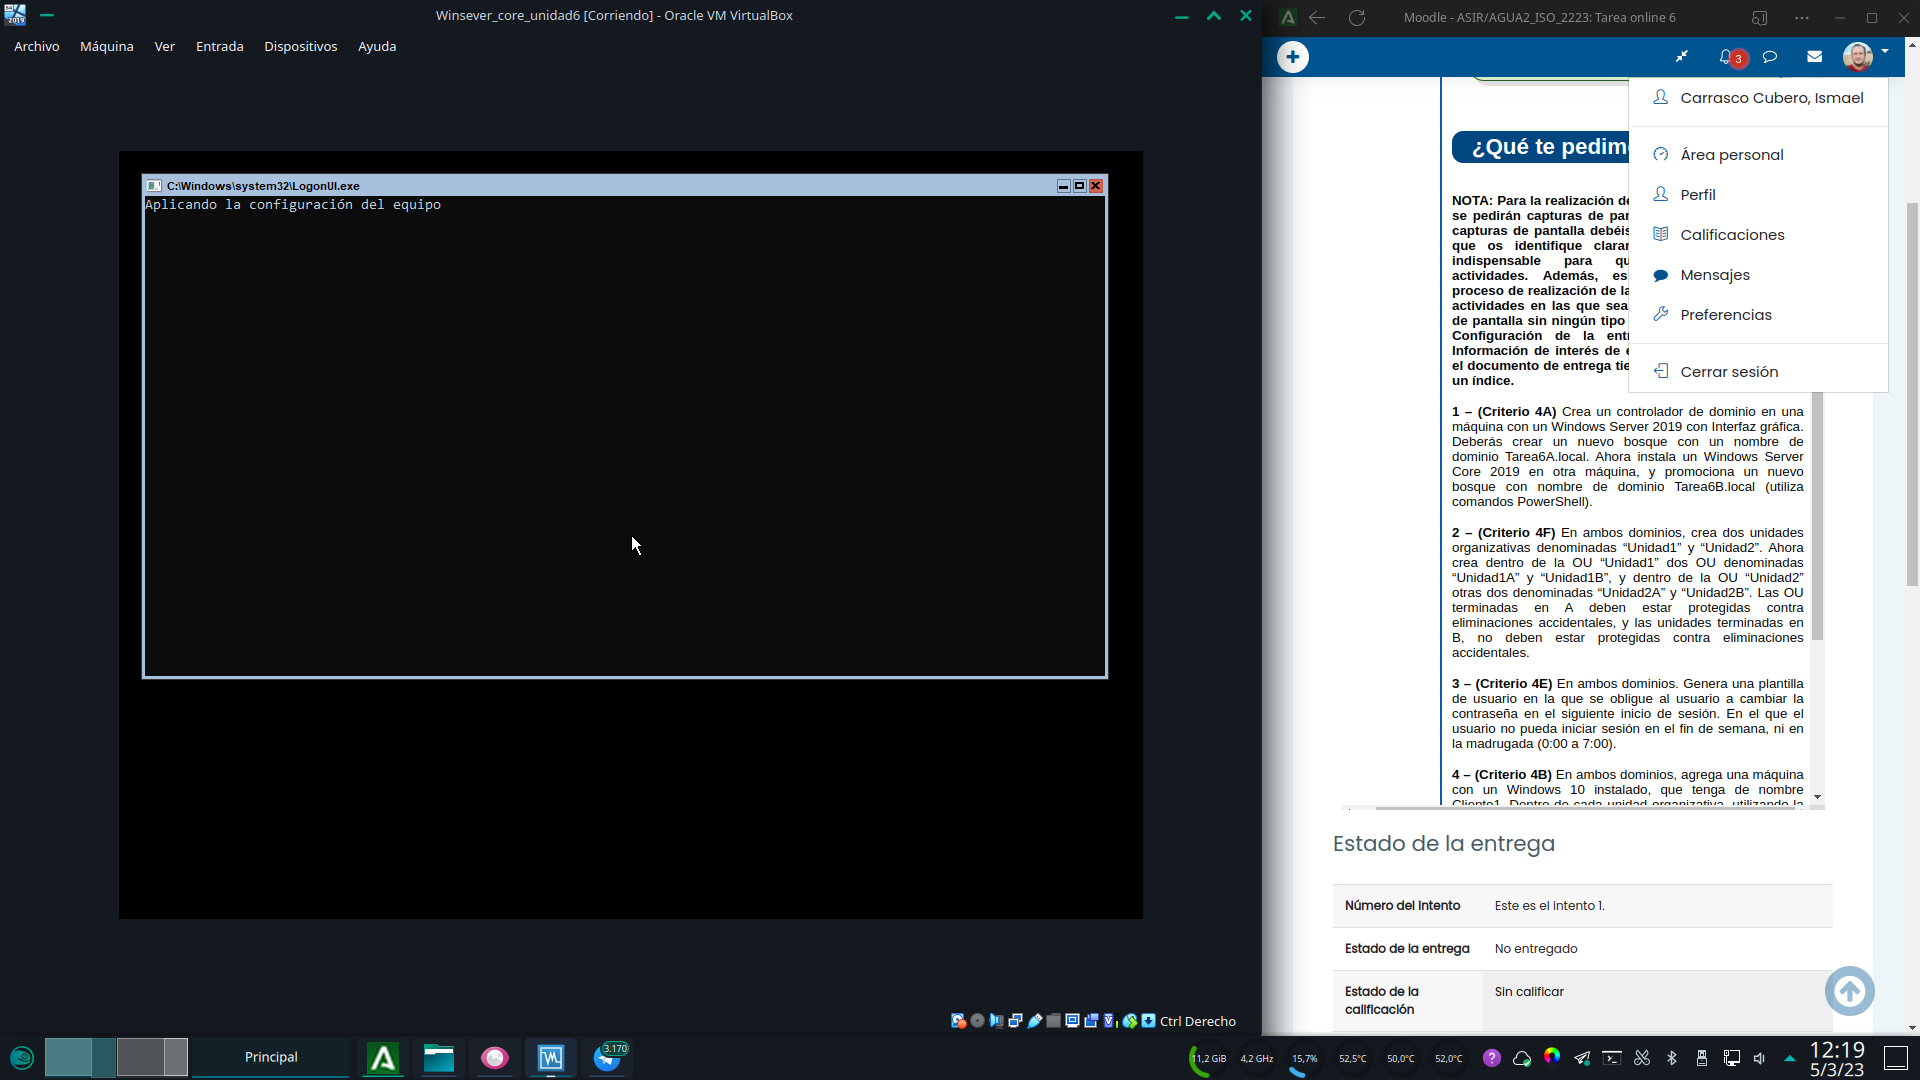 Winsever_core_unidad6 [Corriendo] - Oracle VM VirtualBox
Archivo Máquina Ver Entrada Dispositivos Ayuda
C:\Windows\system32\LogonUI.exe
Aplicando la configuración del equipo
Ctrl Derecho
Moodle - ASIR/AGUA2_ISO_2223: Tarea online 6
3
Carrasco Cubero, Ismael
Área personal
Perfil
Calificaciones
Mensajes
Preferencias
Cerrar sesión
¿Qué te pedim
NOTA: Para la realización de
se pedirán capturas de pan
capturas de pantalla debéis
que os identifique clarar
indispensable para qu
actividades. Además, es
proceso de realización de la
actividades en las que sea
de pantalla sin ningún tipo
Configuración de la entr
Información de interés de e
el documento de entrega tie
un índice.
1 – (Criterio 4A) Crea un controlador de dominio en una
máquina con un Windows Server 2019 con Interfaz gráfica.
Deberás crear un nuevo bosque con un nombre de
dominio Tarea6A.local. Ahora instala un Windows Server
Core 2019 en otra máquina, y promociona un nuevo
bosque con nombre de dominio Tarea6B.local (utiliza
comandos PowerShell).
2 – (Criterio 4F) En ambos dominios, crea dos unidades
organizativas denominadas “Unidad1” y “Unidad2”. Ahora
crea dentro de la OU “Unidad1” dos OU denominadas
“Unidad1A” y “Unidad1B”, y dentro de la OU “Unidad2”
otras dos denominadas “Unidad2A” y “Unidad2B”. Las OU
terminadas en A deben estar protegidas contra
eliminaciones accidentales, y las unidades terminadas en
B, no deben estar protegidas contra eliminaciones
accidentales.
3 – (Criterio 4E) En ambos dominios. Genera una plantilla
de usuario en la que se obligue al usuario a cambiar la
contraseña en el siguiente inicio de sesión. En el que el
usuario no pueda iniciar sesión en el fin de semana, ni en
la madrugada (0:00 a 7:00).
4 – (Criterio 4B) En ambos dominios, agrega una máquina
con un Windows 10 instalado, que tenga de nombre
Cliente1. Dentro de cada unidad organizativa, utilizando la
Estado de la entrega
Número del intento Este es el intento 1.
Estado de la entrega No entregado
Estado de la
calificación
Sin calificar
Principal
3.170
11,2 GiB 4,2 GHz 15,7% 52,5°C 50,0°C 52,0°C
12:19
5/3/23